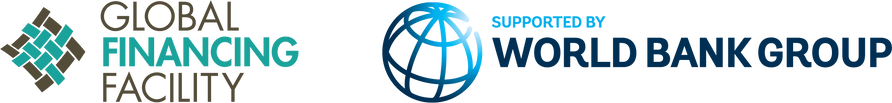 GLOBAL
FINANCING
FACILITY
SUPPORTED BY
WORLD BANK GROUP